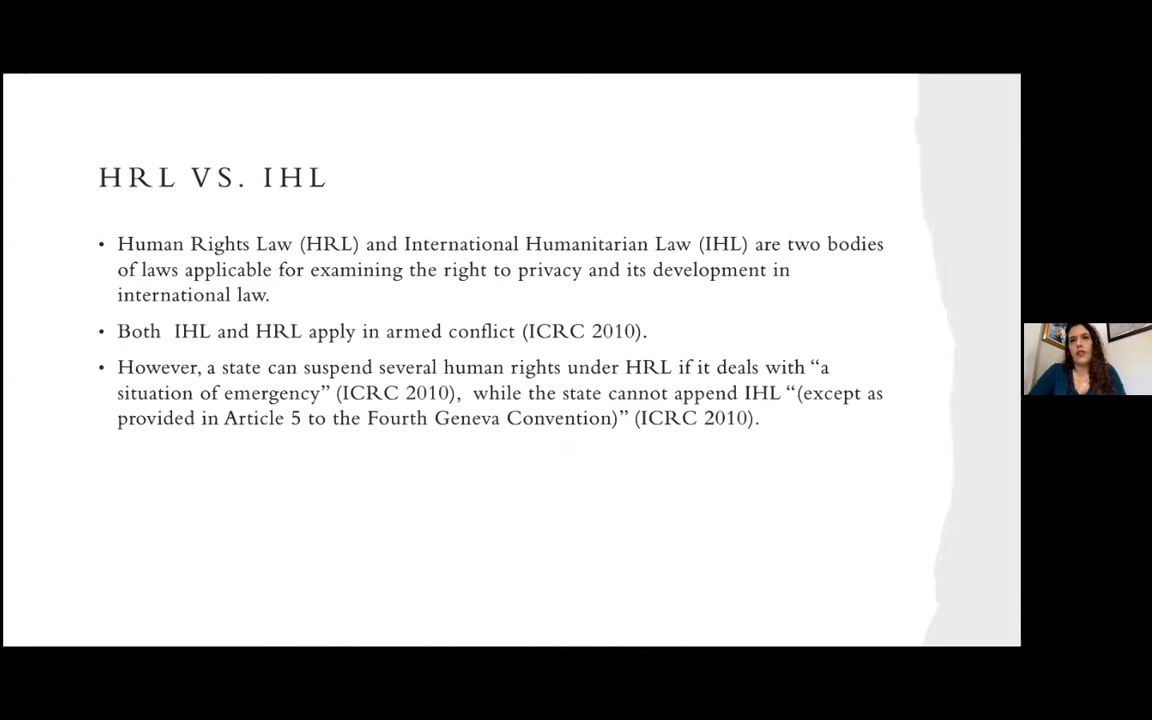 HRL VS. IHL
• Human Rights Law (HRL) and International Humanitarian Law (IHL) are two bodies
of laws applicable for examining the right to privacy and its development in
international law.
• Both  IHL and HRL apply in armed conflict (ICRC 2010).
• However, a state can suspend several human rights under HRL if it deals with “a
situation of emergency” (ICRC 2010),  while the state cannot append IHL “(except as
provided in Article 5 to the Fourth Geneva Convention)” (ICRC 2010).